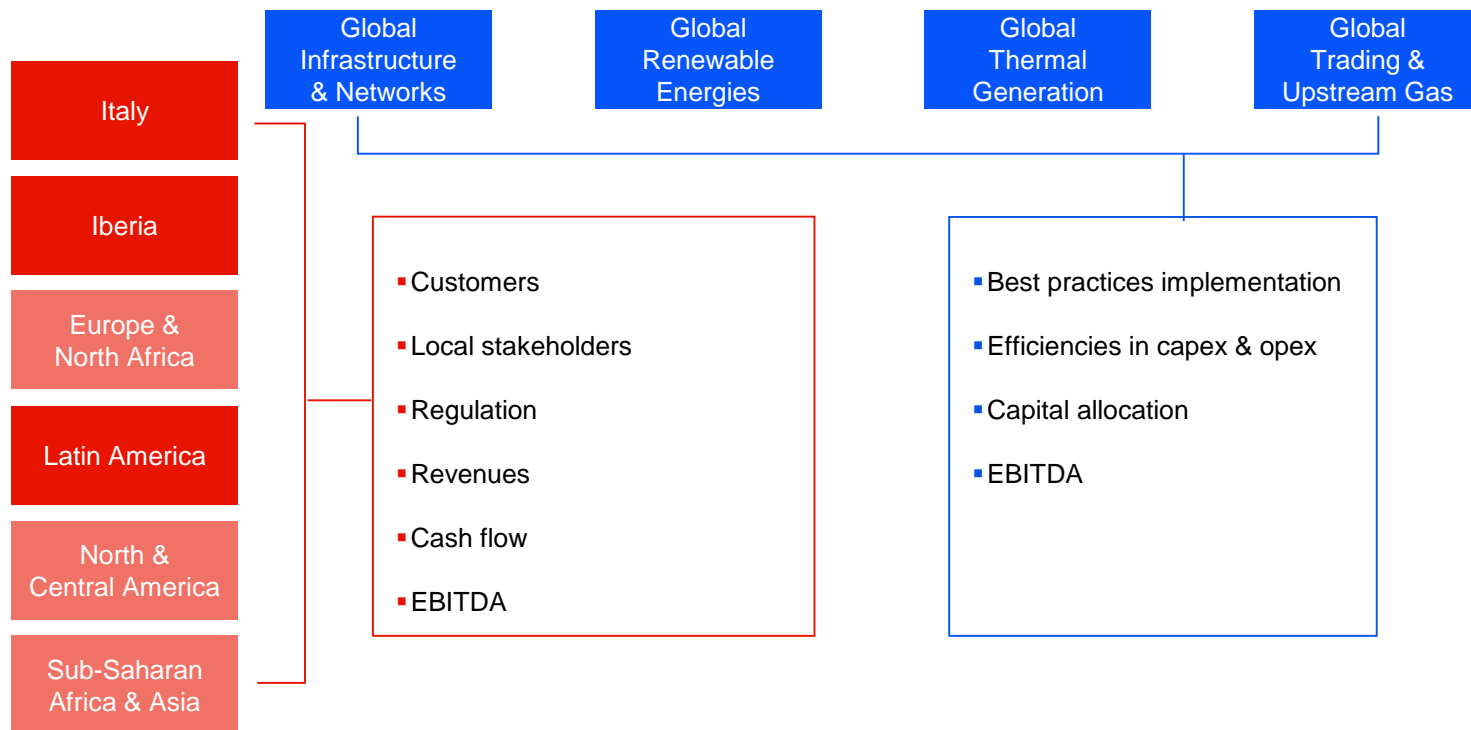 Global
Infrastructure
& Networks
Global
Renewable
Energies
Global
Thermal
Generation
Global
Trading &
Upstream Gas
Italy
Iberia
Europe &
North Africa
Latin America
North &
Central America
Sub-Saharan
Africa & Asia
▪Customers
▪Local stakeholders
▪Regulation
▪Revenues
▪Cash flow
▪EBITDA
▪Best practices implementation
▪Efficiencies in capex & opex
▪Capital allocation
▪EBITDA